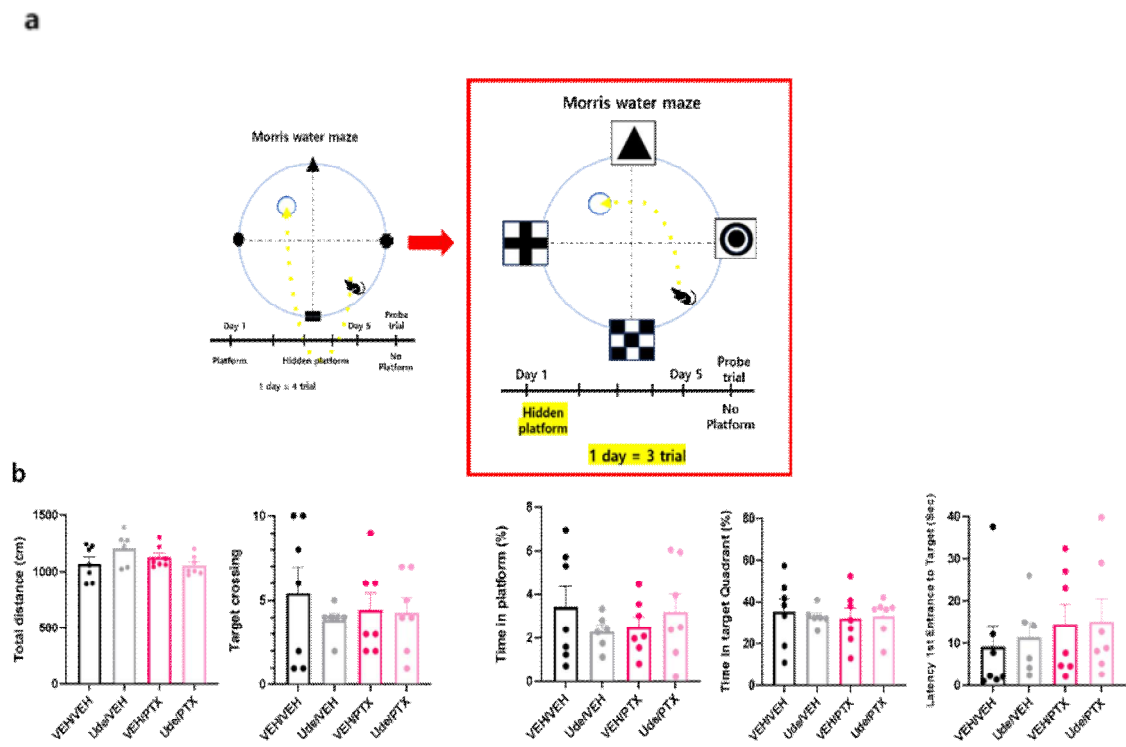 a
Morris water maze
Day 1
Day 5
Probe
trial
Platform
Hidden platform
No
Platform
1 day = 4 trial
Morris water maze
Day 1
Day 5
Probe
trial
Hidden
platform
No
Platform
1 day = 3 trial
b
Total distance (cm)
1500
1000
500
0
VEH/VEH
Ude/VEH
VEH/PTX
Ude/PTX
Target crossing
10
5
0
VEH/VEH
Ude/VEH
VEH/PTX
Ude/PTX
Time in platform (%)
8
6
4
2
0
VEH/VEH
Ude/VEH
VEH/PTX
Ude/PTX
Time in target Quadrant (%)
80
60
40
20
0
VEH/VEH
Ude/VEH
VEH/PTX
Ude/PTX
Latency 1st Entrance to Target (Sec)
40
30
20
10
0
VEH/VEH
Ude/VEH
VEH/PTX
Ude/PTX